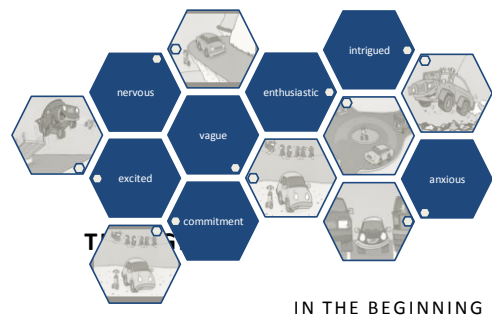 intrigued
nervous
enthusiastic
vague
excited
anxious
commitment
IN THE BEGINNING